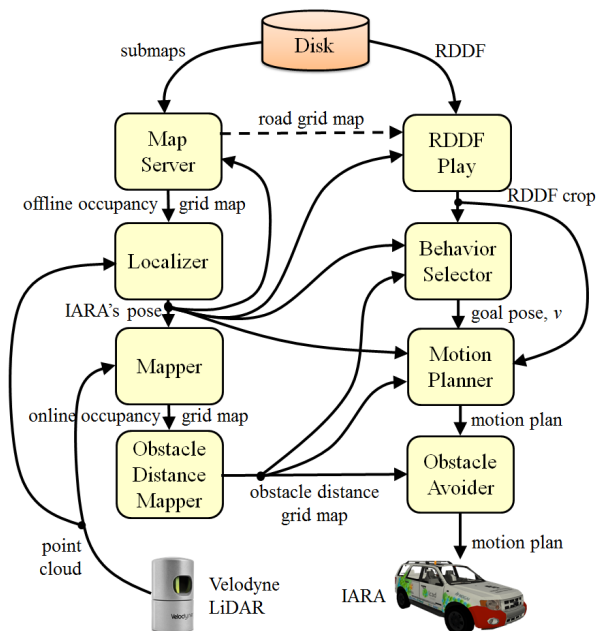 Disk
submaps
RDDF
road grid map
Map
Server
RDDF
Play
offline occupancy grid map
RDDF crop
Localizer
Behavior
Selector
IARA's pose
goal pose, v
Mapper
Motion
Planner
online occupancy grid map
motion plan
Obstacle
Distance
Mapper
Obstacle
Avoider
obstacle distance
grid map
point
cloud
motion plan
Velodyne
LiDAR
IARA